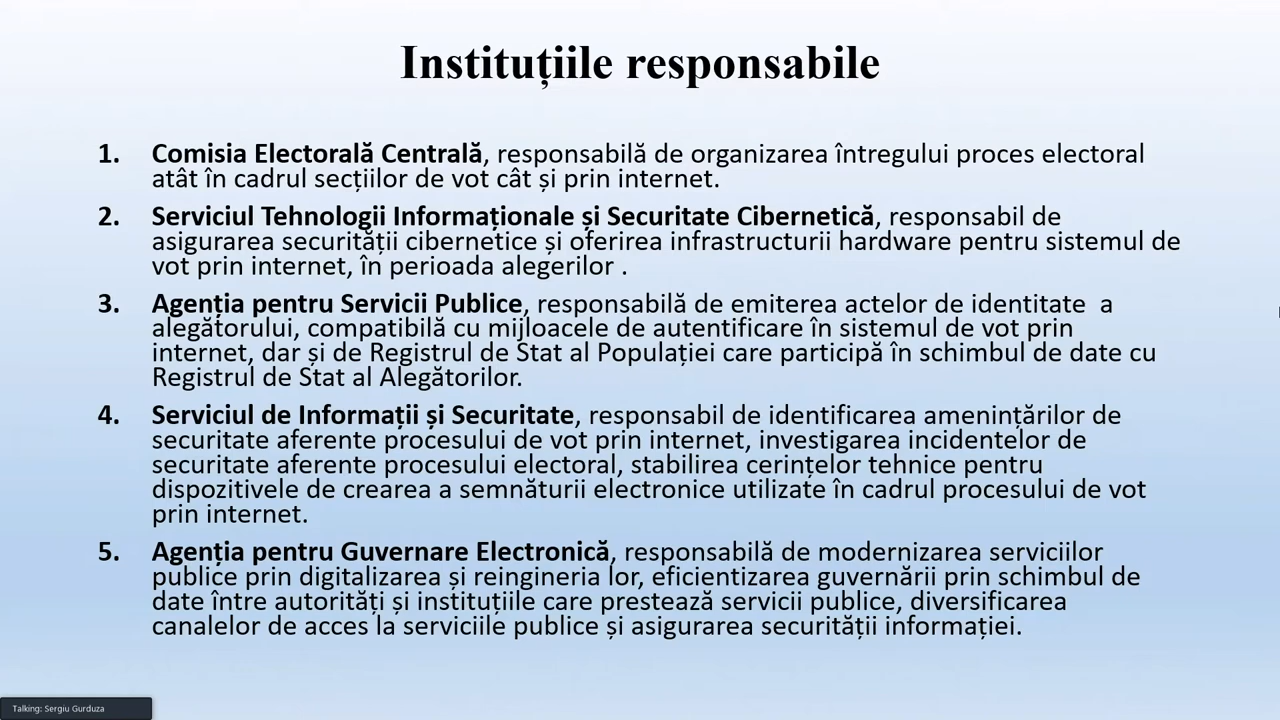 Instituțiile responsabile
1. Comisia Electorală Centrală, responsabilă de organizarea întregului proces electoral
atât în cadrul secțiilor de vot cât și prin internet.
2. Serviciul Tehnologii Informaționale și Securitate Cibernetică, responsabil de
asigurarea securității cibernetice și oferirea infrastructurii hardware pentru sistemul de
vot prin internet, în perioada alegerilor .
3. Agenția pentru Servicii Publice, responsabilă de emiterea actelor de identitate  a
alegătorului, compatibilă cu mijloacele de autentificare în sistemul de vot prin
internet, dar și de Registrul de Stat al Populației care participă în schimbul de date cu
Registrul de Stat al Alegătorilor.
4. Serviciul de Informații și Securitate, responsabil de identificarea amenințărilor de
securitate aferente procesului de vot prin internet, investigarea incidentelor de
securitate aferente procesului electoral, stabilirea cerințelor tehnice pentru
dispozitivele de crearea a semnăturii electronice utilizate în cadrul procesului de vot
prin internet.
5. Agenția pentru Guvernare Electronică, responsabilă de modernizarea serviciilor
publice prin digitalizarea și reingineria lor, eficientizarea guvernării prin schimbul de
date între autorități și instituțiile care prestează servicii publice, diversificarea
canalelor de acces la serviciile publice și asigurarea securității informației.
Talking: Sergiu Gurduza